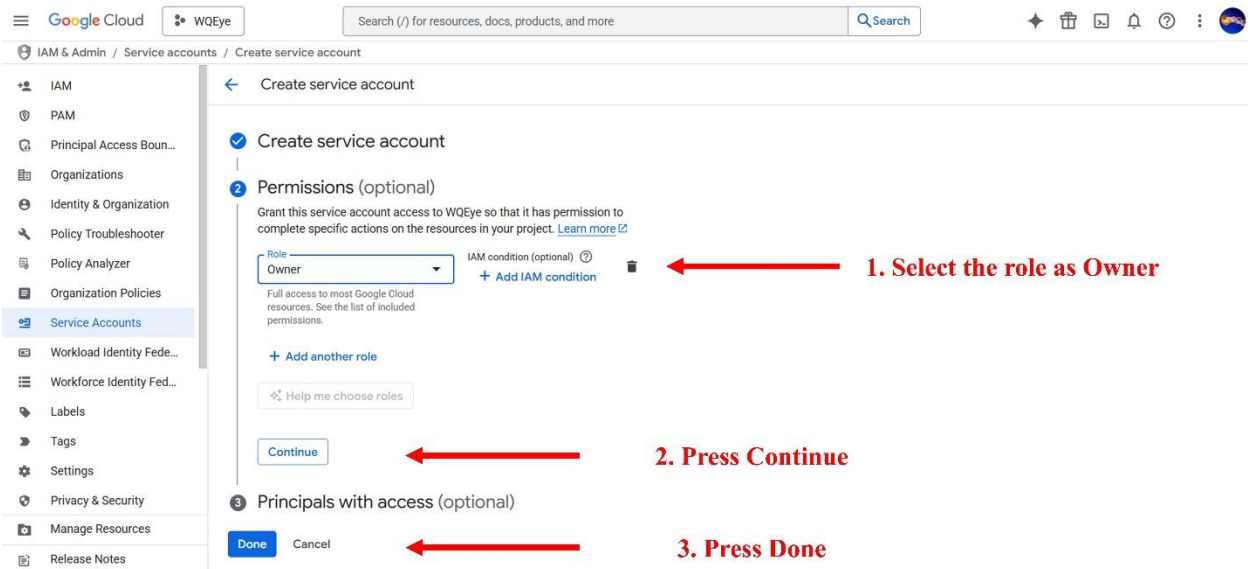 Google Cloud
WQEye
Search (/) for resources, docs, products, and more
Search
IAM & Admin / Service accounts / Create service account
IAM
PAM
Principal Access Boun...
Organizations
Identity & Organization
Policy Troubleshooter
Policy Analyzer
Organization Policies
Service Accounts
Workload Identity Fede...
Workforce Identity Fed...
Labels
Tags
Settings
Privacy & Security
Manage Resources
Release Notes
Create service account
Create service account
2 Permissions (optional)
Grant this service account access to WQEye so that it has permission to
complete specific actions on the resources in your project. Learn more
Role
Owner
IAM condition (optional)
+ Add IAM condition
Full access to most Google Cloud
resources. See the list of included
permissions.
+ Add another role
Help me choose roles
Continue
3 Principals with access (optional)
Done Cancel
1. Select the role as Owner
2. Press Continue
3. Press Done